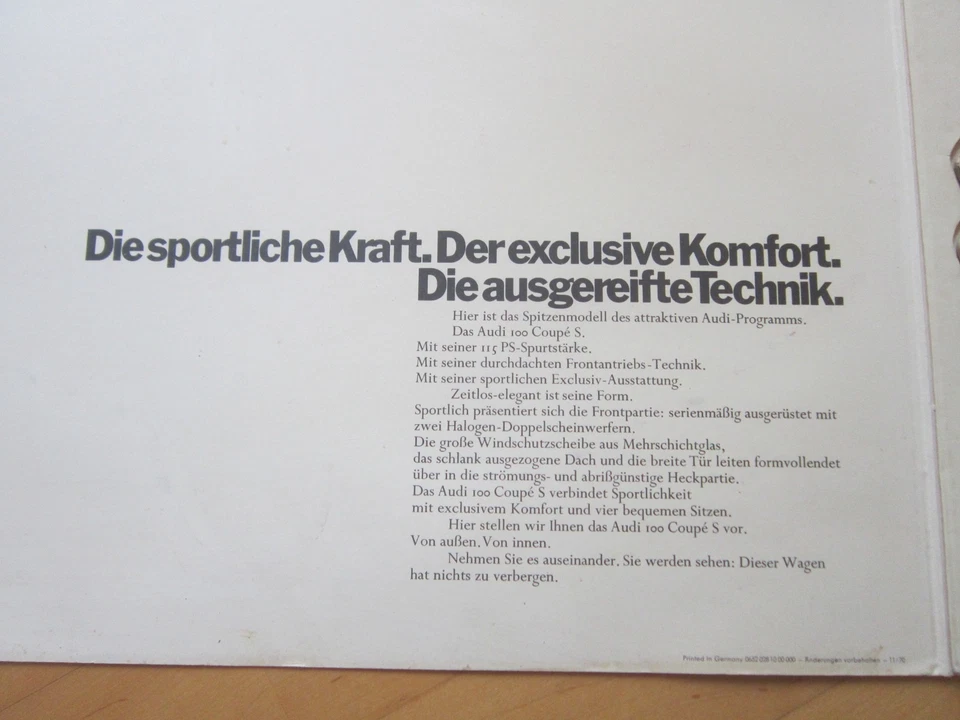 Die sportliche Kraft. Der exclusive Komfort.
Die ausgereifte Technik.
Hier ist das Spitzenmodell des attraktiven Audi-Programms.
Das Audi 100 Coupé S.
Mit seiner 115 PS-Spurtstärke.
Mit seiner durchdachten Frontantriebs-Technik.
Mit seiner sportlichen Exclusiv-Ausstattung.
Zeitlos-elegant ist seine Form.
Sportlich präsentiert sich die Frontpartie: serienmäßig ausgerüstet mit
zwei Halogen-Doppelscheinwerfern.
Die große Windschutzscheibe aus Mehrschichtglas,
das schlank ausgezogene Dach und die breite Tür leiten formvollendet
über in die strömungs- und abrißgünstige Heckpartie.
Das Audi 100 Coupé S verbindet Sportlichkeit
mit exclusivem Komfort und vier bequemen Sitzen.
Hier stellen wir Ihnen das Audi 100 Coupé S vor.
Von außen. Von innen.
Nehmen Sie es auseinander. Sie werden sehen: Dieser Wagen
hat nichts zu verbergen.
Printed in Germany – Änderungen vorbehalten –